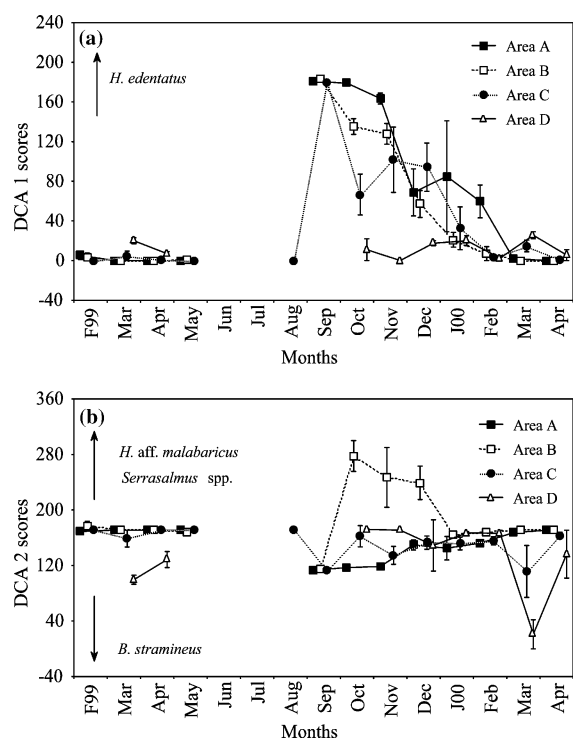 (a)
H. edentatus
Area A
Area B
Area C
Area D
DCA 1 scores
240
200
160
120
80
40
0
-40
F99 Mar Apr May Jun Jul Aug Sep Oct Nov Dec J00 Feb Mar Apr
Months
(b)
H. aff. malabaricus
Serrasalmus spp.
B. stramineus
Area A
Area B
Area C
Area D
DCA 2 scores
360
280
200
120
40
-40
F99 Mar Apr May Jun Jul Aug Sep Oct Nov Dec J00 Feb Mar Apr
Months